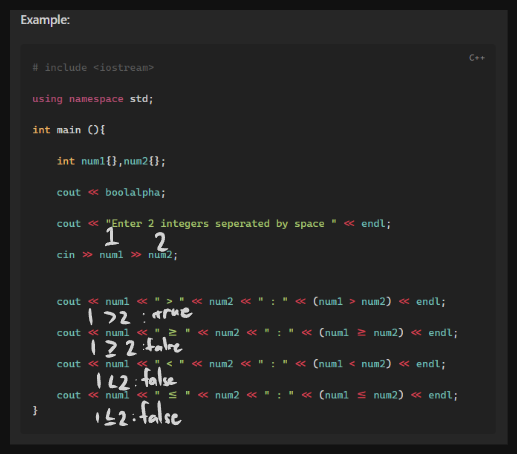 Example:
C++
# include <iostream>
using namespace std;
int main (){
int num1{},num2{};
cout << boolalpha;
cout << "Enter 2 integers seperated by space " << endl;
1 2
cin >> num1 >> num2;
cout << num1 << " > " << num2 << " : " << (num1 > num2) << endl;
1 > 2 : true
cout << num1 << " ≥ " << num2 << " : " << (num1 ≥ num2) << endl;
1 ≥ 2 : false
cout << num1 << " < " << num2 << " : " << (num1 < num2) << endl;
1 < 2 : false
cout << num1 << " ≤ " << num2 << " : " << (num1 ≤ num2) << endl;
1 ≤ 2 : false
}